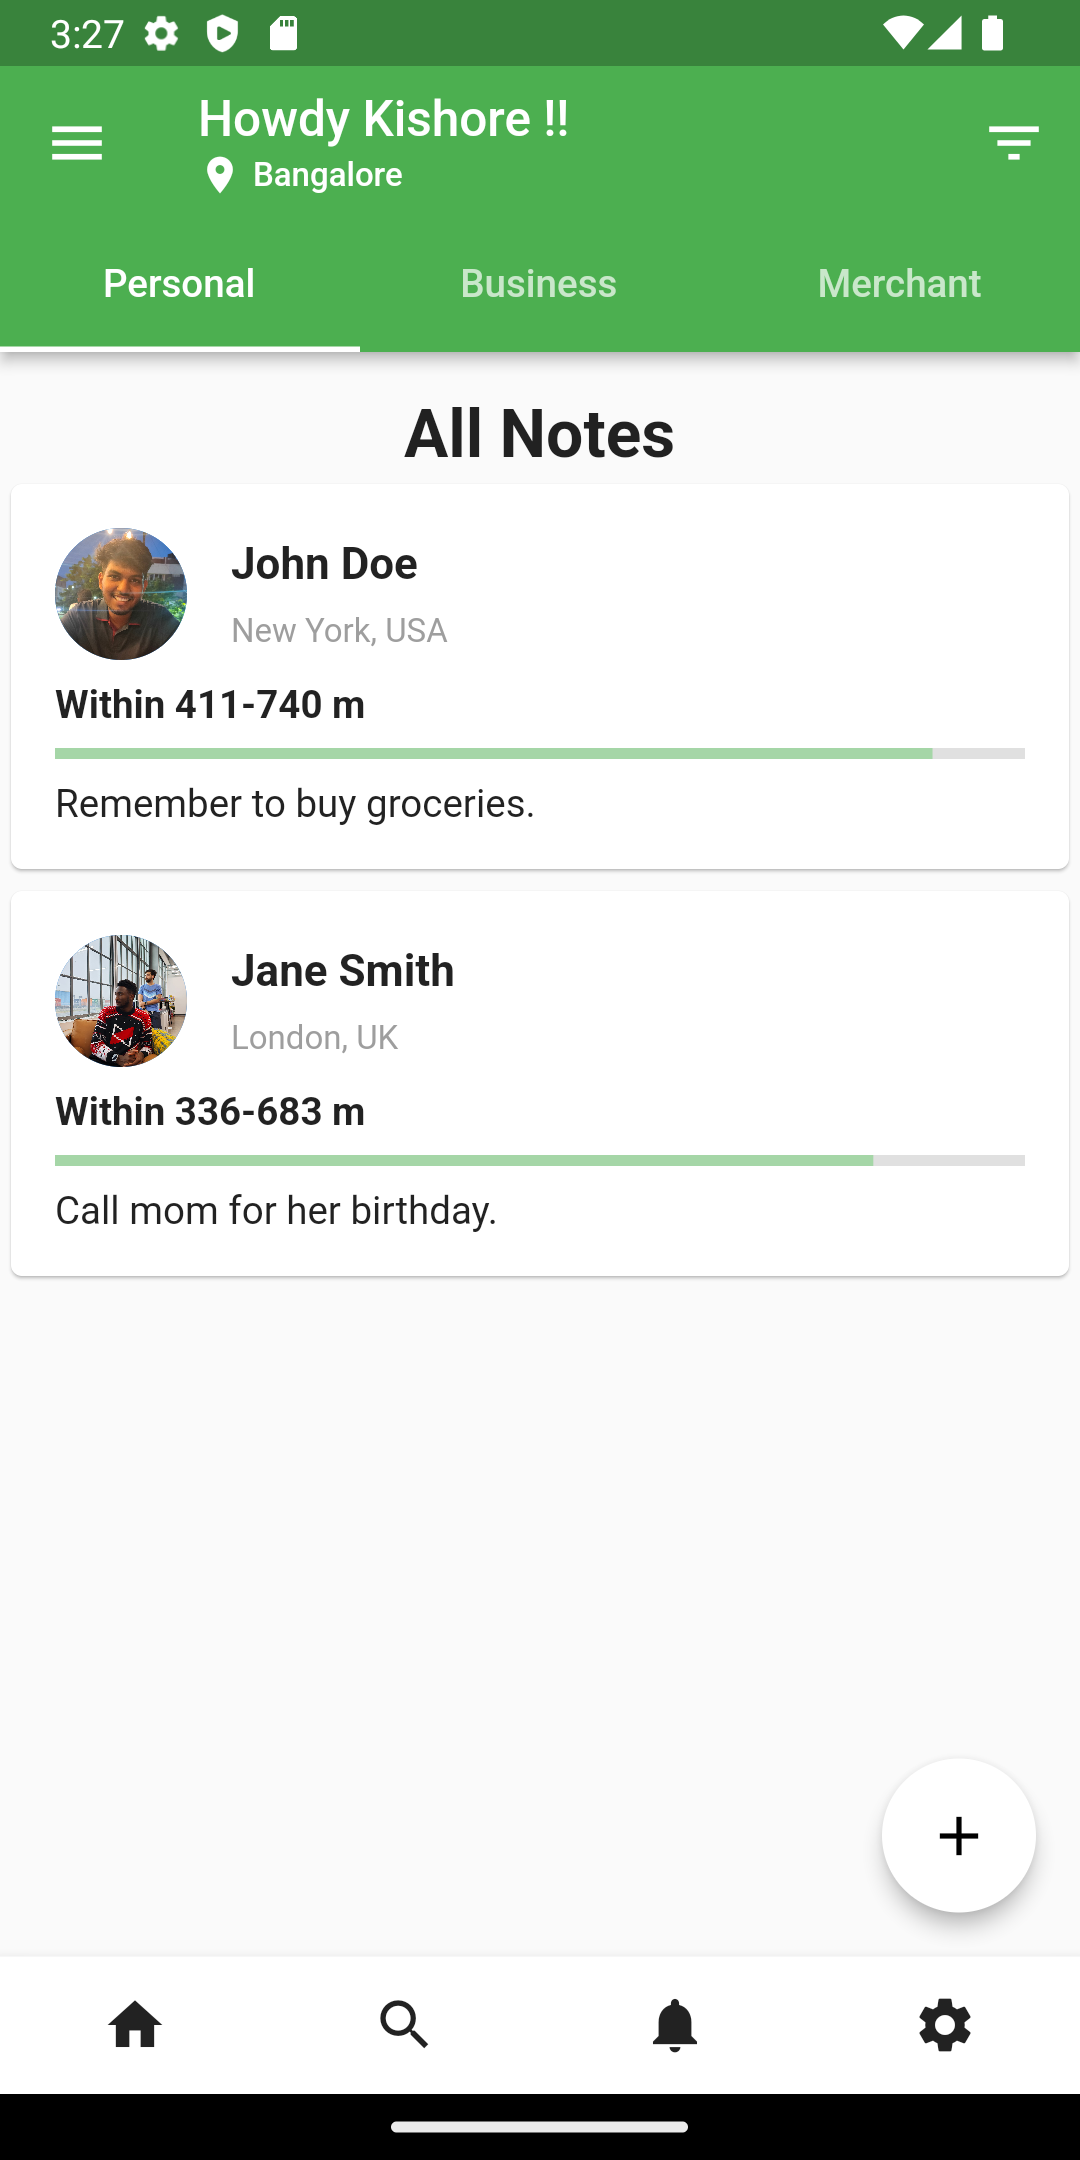 3:27
Howdy Kishore !!
Bangalore
Personal Business Merchant
All Notes
John Doe
New York, USA
Within 411-740 m
Remember to buy groceries.
Jane Smith
London, UK
Within 336-683 m
Call mom for her birthday.